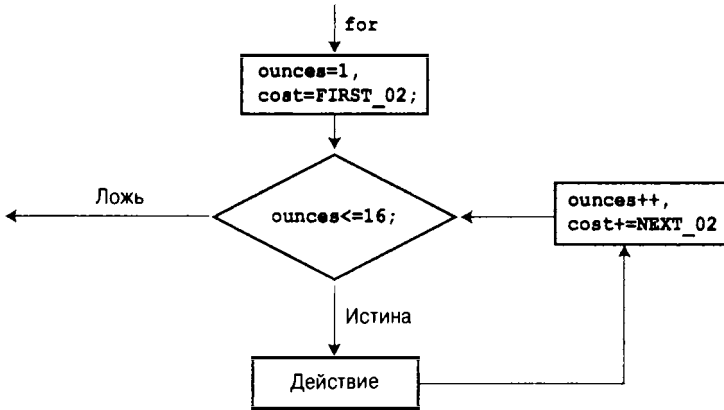 for
ounces=1,
cost=FIRST_02;
Ложь
ounces<=16;
ounces++,
cost+=NEXT_02
Истина
Действие